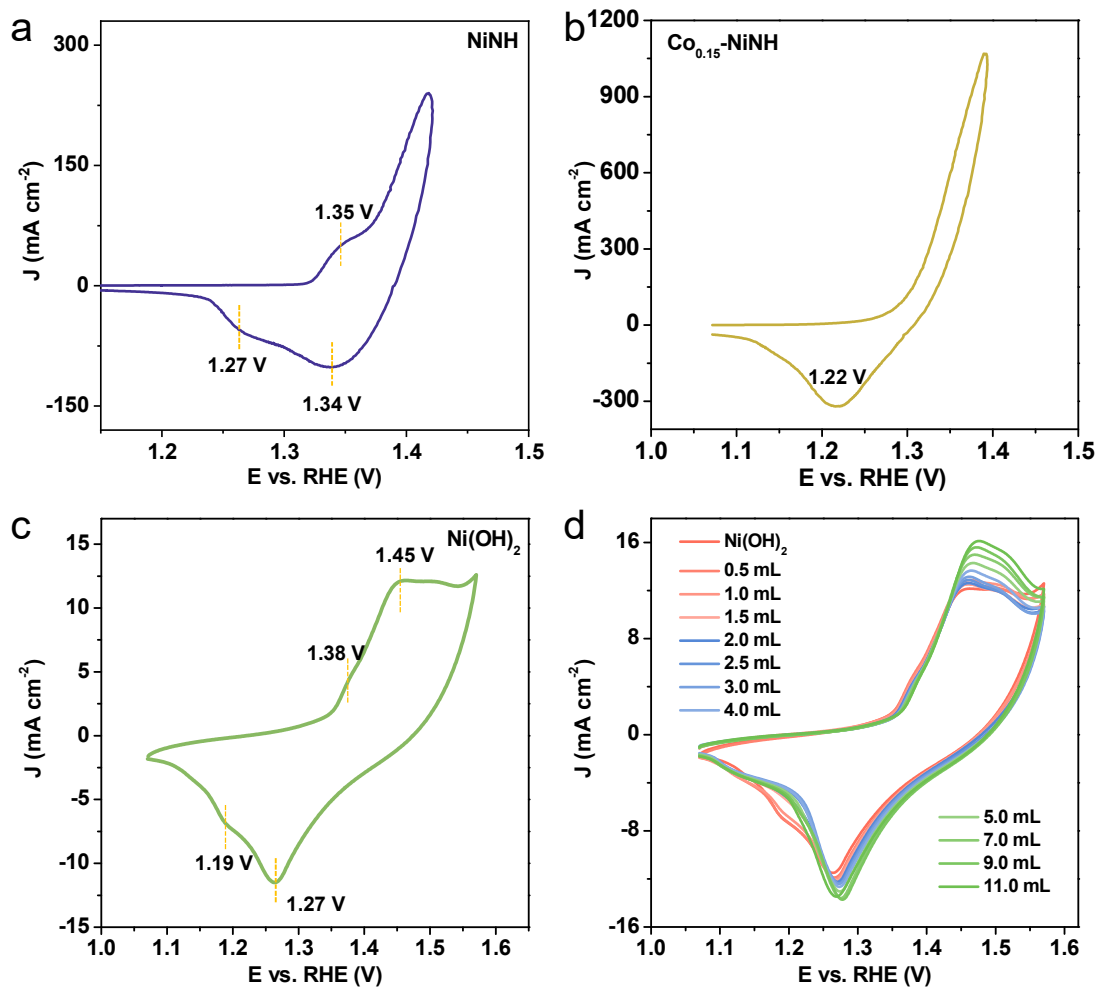 a
NiNH
300
150
0
-150
J (mA cm⁻²)
1.35 V
1.27 V
1.34 V
1.2 1.3 1.4 1.5
E vs. RHE (V)
b
Co₀.₁₅-NiNH
1200
900
600
300
0
-300
J (mA cm⁻²)
1.22 V
1.0 1.1 1.2 1.3 1.4 1.5
E vs. RHE (V)
c
Ni(OH)₂
15
10
5
0
-5
-10
-15
J (mA cm⁻²)
1.45 V
1.38 V
1.19 V
1.27 V
1.0 1.1 1.2 1.3 1.4 1.5 1.6
E vs. RHE (V)
d
16
8
0
-8
-16
J (mA cm⁻²)
Ni(OH)₂
0.5 mL
1.0 mL
1.5 mL
2.0 mL
2.5 mL
3.0 mL
4.0 mL
5.0 mL
7.0 mL
9.0 mL
11.0 mL
1.0 1.1 1.2 1.3 1.4 1.5 1.6
E vs. RHE (V)